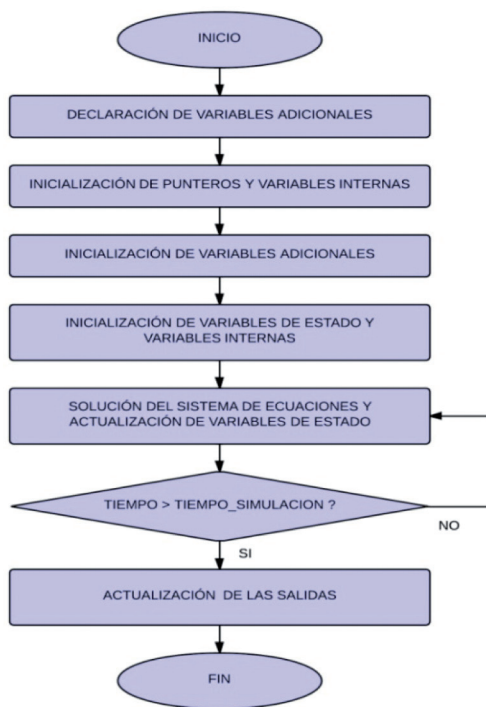 INICIO
DECLARACIÓN DE VARIABLES ADICIONALES
INICIALIZACIÓN DE PUNTEROS Y VARIABLES INTERNAS
INICIALIZACIÓN DE VARIABLES ADICIONALES
INICIALIZACIÓN DE VARIABLES DE ESTADO Y
VARIABLES INTERNAS
SOLUCIÓN DEL SISTEMA DE ECUACIONES Y
ACTUALIZACIÓN DE VARIABLES DE ESTADO
TIEMPO > TIEMPO_SIMULACION ?
NO
SI
ACTUALIZACIÓN DE LAS SALIDAS
FIN